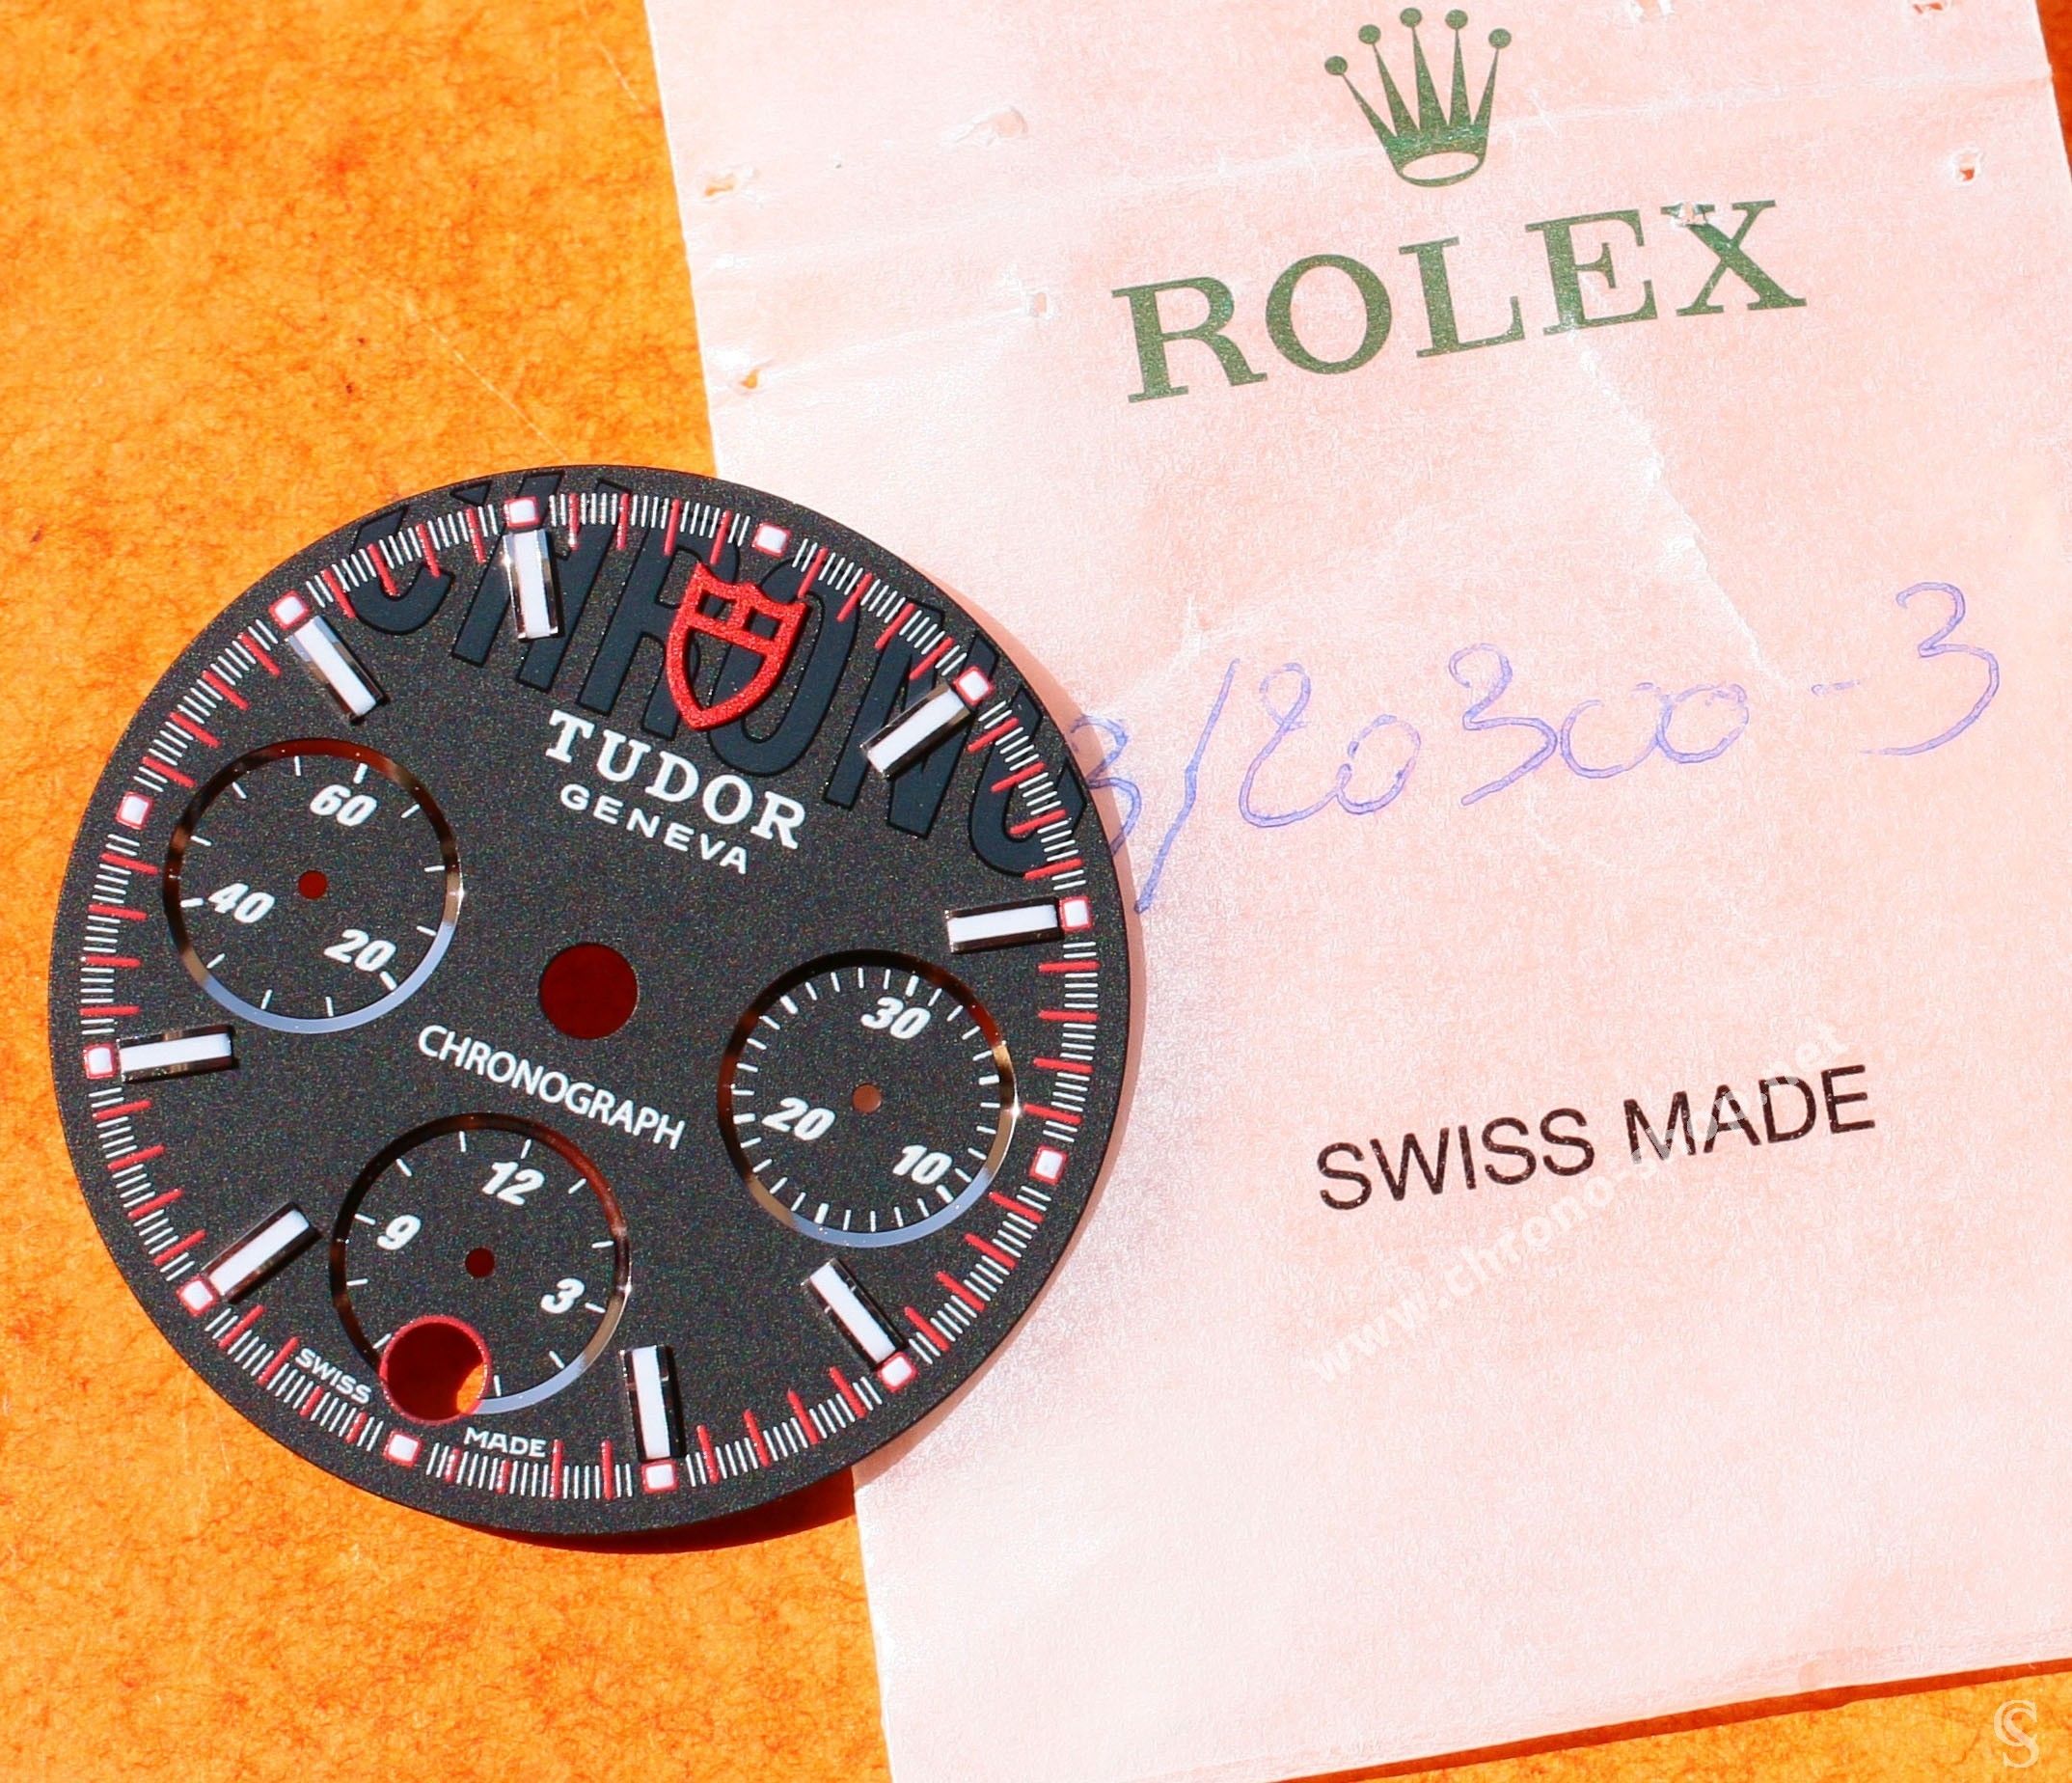 ROLEX
3/20300-3
SWISS MADE
www.chrono-shop.net
CHRONO
TUDOR
GENEVA
60
40
20
CHRONOGRAPH
30
20
10
12
9
3
SWISS
MADE